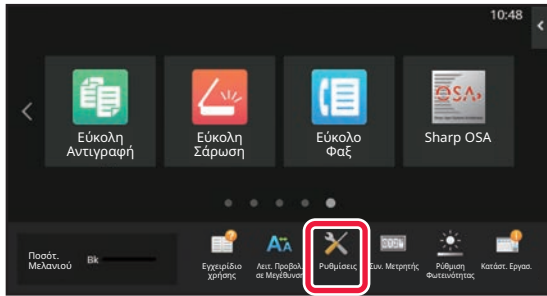 10:48
Εύκολη
Αντιγραφή
Εύκολη
Σάρωση
Εύκολο
Φαξ
OSA
Sharp OSA
Ποσότ.
Μελανιού
Bk
Εγχειρίδιο
χρήσης
Λειτ. Προβολ.
σε Μεγέθυνση
Ρυθμίσεις
Συν. Μετρητής
Ρύθμιση
Φωτεινότητας
Κατάστ. Εργασ.